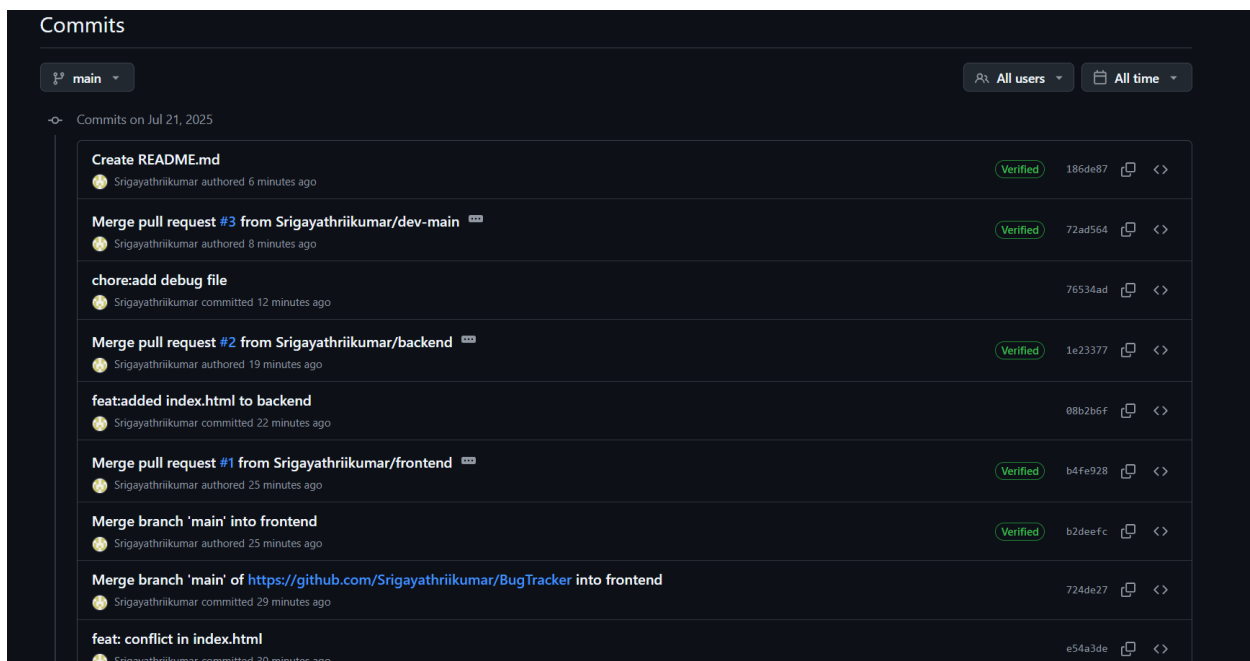 Commits
main
All users
All time
Commits on Jul 21, 2025
Create README.md
Verified
186de87
Srigayathriikumar authored 6 minutes ago
Merge pull request #3 from Srigayathriikumar/dev-main
Verified
72ad564
Srigayathriikumar authored 8 minutes ago
chore:add debug file
76534ad
Srigayathriikumar committed 12 minutes ago
Merge pull request #2 from Srigayathriikumar/backend
Verified
1e23377
Srigayathriikumar authored 19 minutes ago
feat:added index.html to backend
08b2b6f
Srigayathriikumar committed 22 minutes ago
Merge pull request #1 from Srigayathriikumar/frontend
Verified
b4fe928
Srigayathriikumar authored 25 minutes ago
Merge branch 'main' into frontend
Verified
b2deefc
Srigayathriikumar authored 25 minutes ago
Merge branch 'main' of https://github.com/Srigayathriikumar/BugTracker into frontend
724de27
Srigayathriikumar committed 29 minutes ago
feat: conflict in index.html
e54a3de
Srigayathriikumar committed 30 minutes ago